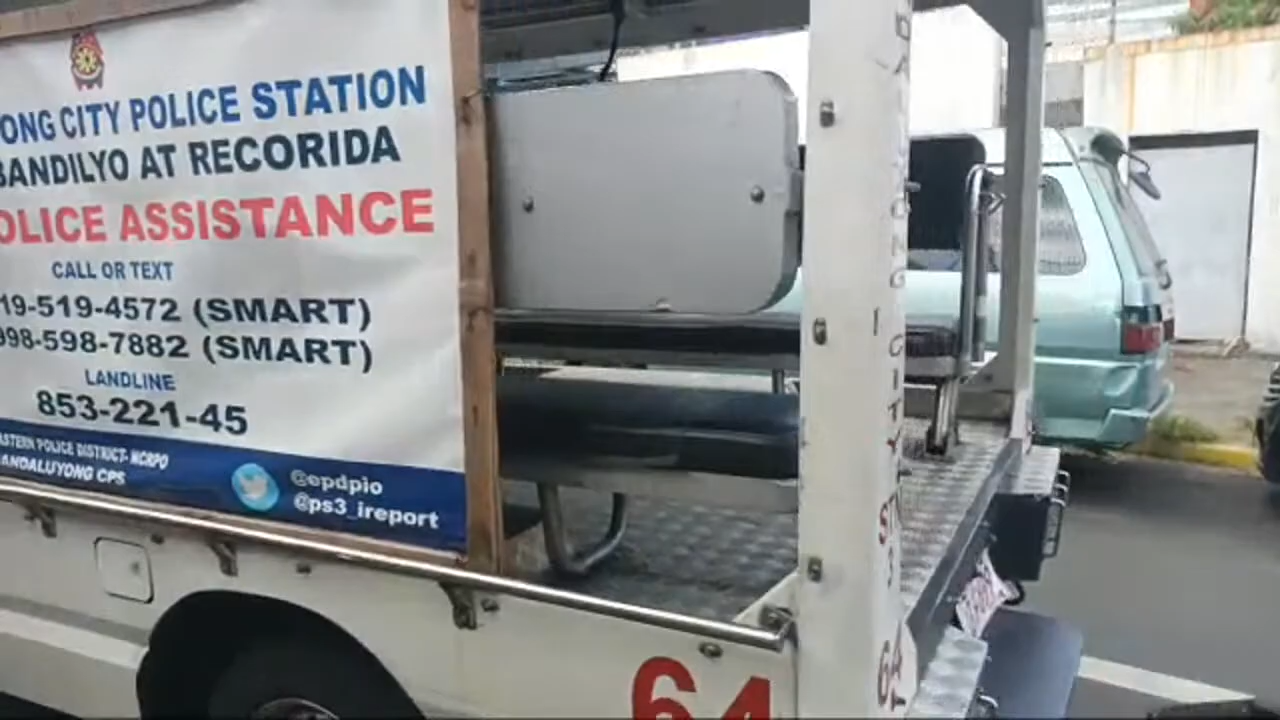 ONG CITY POLICE STATION
BANDILYO AT RECORIDA
OLICE ASSISTANCE
CALL OR TEXT
19-519-4572 (SMART)
998-598-7882 (SMART)
LANDLINE
853-221-45
ASTERN POLICE DISTRICT- NCRPO
ANDALUYONG CPS
@epdpio
@ps3_ireport
64
64